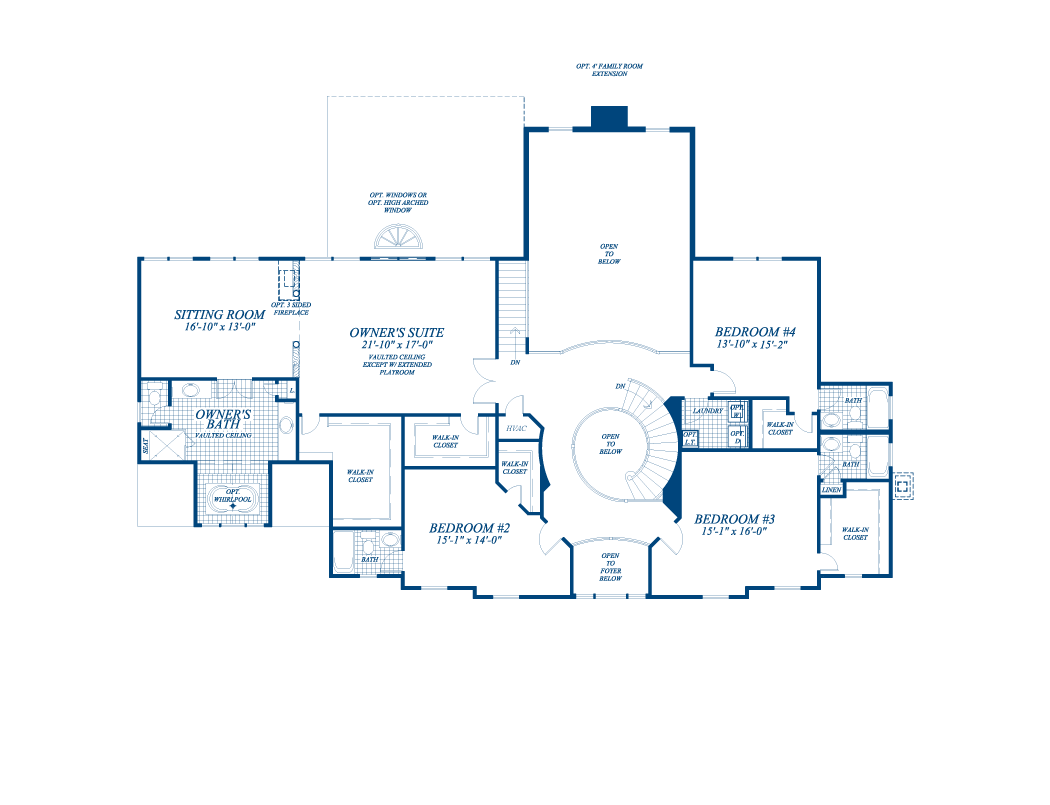 OPT. 4' FAMILY ROOM
EXTENSION
OPT. WINDOWS OR
OPT. HIGH ARCHED
WINDOW
OPEN
TO
BELOW
SITTING ROOM
16'-10" x 13'-0"
OPT. 3 SIDED
FIREPLACE
OWNER'S SUITE
21'-10" x 17'-0"
VAULTED CEILING
EXCEPT W/ EXTENDED
PLAYROOM
DN
BEDROOM #4
13'-10" x 15'-2"
DN
L.
OWNER'S
BATH
VAULTED CEILING
SEAT
OPT.
WHIRLPOOL
WALK-IN
CLOSET
WALK-IN
CLOSET
HVAC
WALK-IN
CLOSET
OPEN
TO
BELOW
LAUNDRY
OPT.
W.
OPT.
L.T.
OPT.
D.
WALK-IN
CLOSET
BATH
BATH
LINEN
WALK-IN
CLOSET
BEDROOM #2
15'-1" x 14'-0"
BEDROOM #3
15'-1" x 16'-0"
BATH
OPEN
TO
FOYER
BELOW